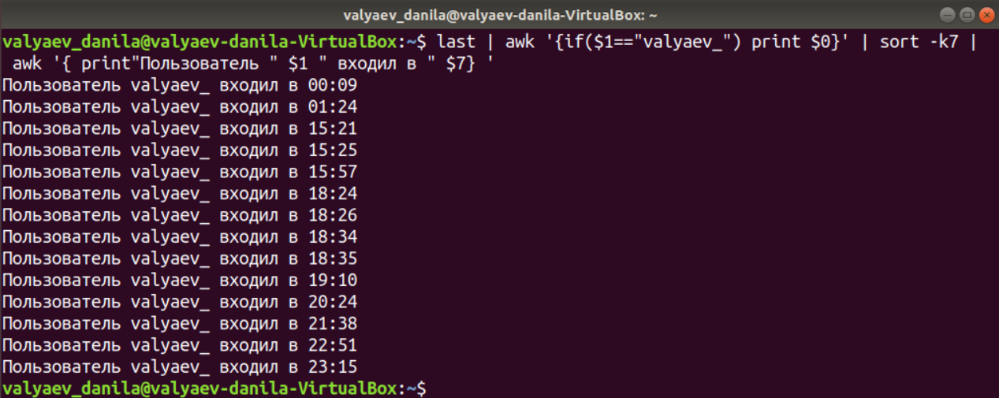 valyaev_danila@valyaev-danila-VirtualBox: ~
valyaev_danila@valyaev-danila-VirtualBox:~$ last | awk '{if($1=="valyaev_") print $0}' | sort -k7 |
 awk '{ print"Пользователь " $1 " входил в " $7} '
Пользователь valyaev_ входил в 00:09
Пользователь valyaev_ входил в 01:24
Пользователь valyaev_ входил в 15:21
Пользователь valyaev_ входил в 15:25
Пользователь valyaev_ входил в 15:57
Пользователь valyaev_ входил в 18:24
Пользователь valyaev_ входил в 18:26
Пользователь valyaev_ входил в 18:34
Пользователь valyaev_ входил в 18:35
Пользователь valyaev_ входил в 19:10
Пользователь valyaev_ входил в 20:24
Пользователь valyaev_ входил в 21:38
Пользователь valyaev_ входил в 22:51
Пользователь valyaev_ входил в 23:15
valyaev_danila@valyaev-danila-VirtualBox:~$